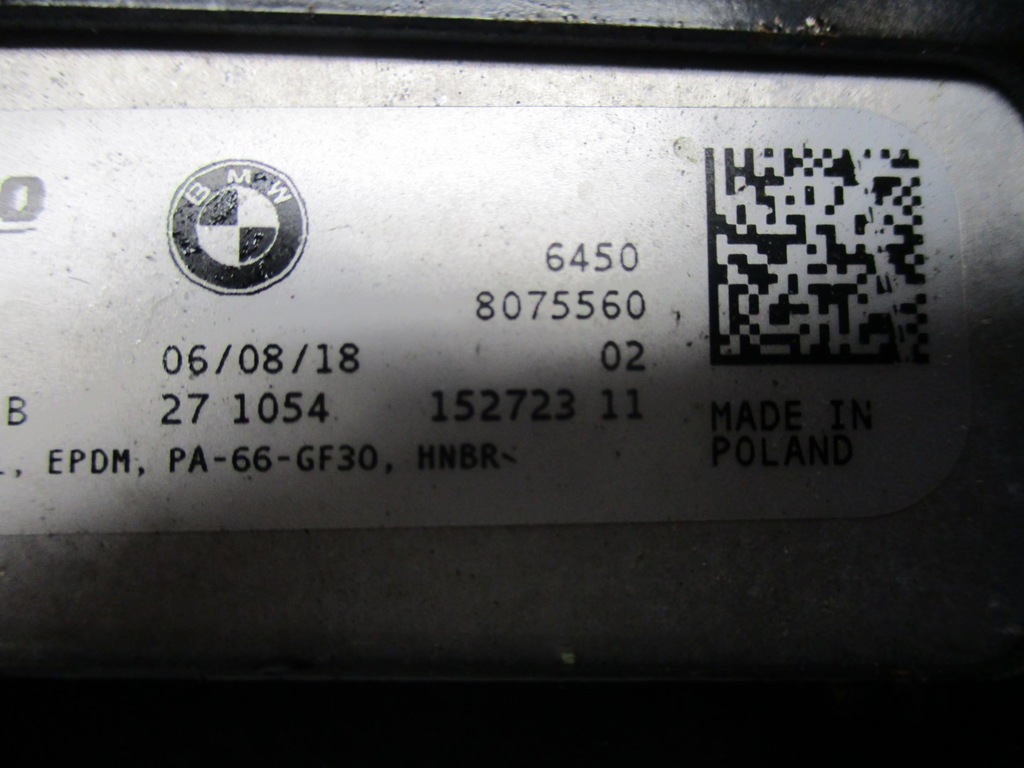 BMW
6450
8075560
06/08/18 02
B 27 1054 152723 11
, EPDM, PA-66-GF30, HNBR
MADE IN
POLAND